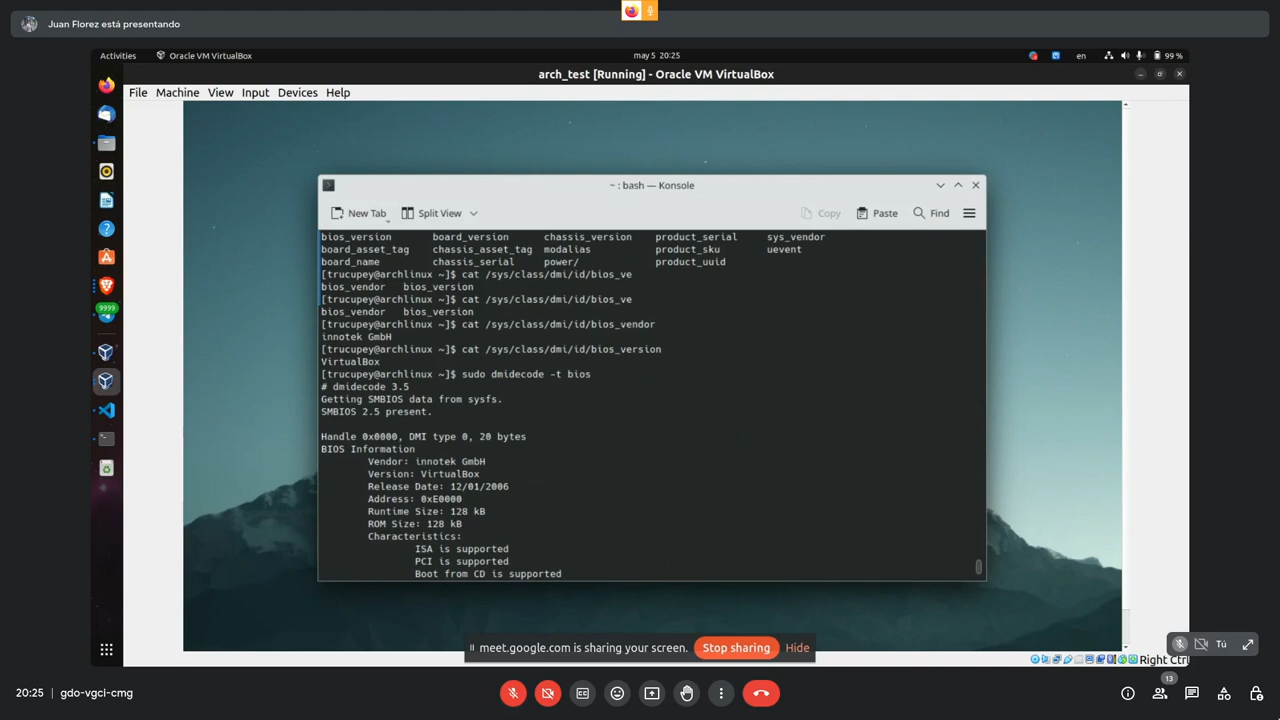 Juan Florez está presentando
Activities
Oracle VM VirtualBox
may 5 20:25
en
99 %
arch_test [Running] - Oracle VM VirtualBox
File Machine View Input Devices Help
~ : bash — Konsole
New Tab
Split View
Copy
Paste
Find
bios_version board_version chassis_version product_serial sys_vendor
board_asset_tag chassis_asset_tag modalias product_sku uevent
board_name chassis_serial power/ product_uuid
[trucupey@archlinux ~]$ cat /sys/class/dmi/id/bios_ve
bios_vendor bios_version
[trucupey@archlinux ~]$ cat /sys/class/dmi/id/bios_ve
bios_vendor bios_version
[trucupey@archlinux ~]$ cat /sys/class/dmi/id/bios_vendor
innotek GmbH
[trucupey@archlinux ~]$ cat /sys/class/dmi/id/bios_version
VirtualBox
[trucupey@archlinux ~]$ sudo dmidecode -t bios
# dmidecode 3.5
Getting SMBIOS data from sysfs.
SMBIOS 2.5 present.
Handle 0x0000, DMI type 0, 20 bytes
BIOS Information
Vendor: innotek GmbH
Version: VirtualBox
Release Date: 12/01/2006
Address: 0xE0000
Runtime Size: 128 kB
ROM Size: 128 kB
Characteristics:
ISA is supported
PCI is supported
Boot from CD is supported
9999
meet.google.com is sharing your screen.
Stop sharing
Hide
Tú
Right Ctrl
20:25
gdo-vgci-cmg
13